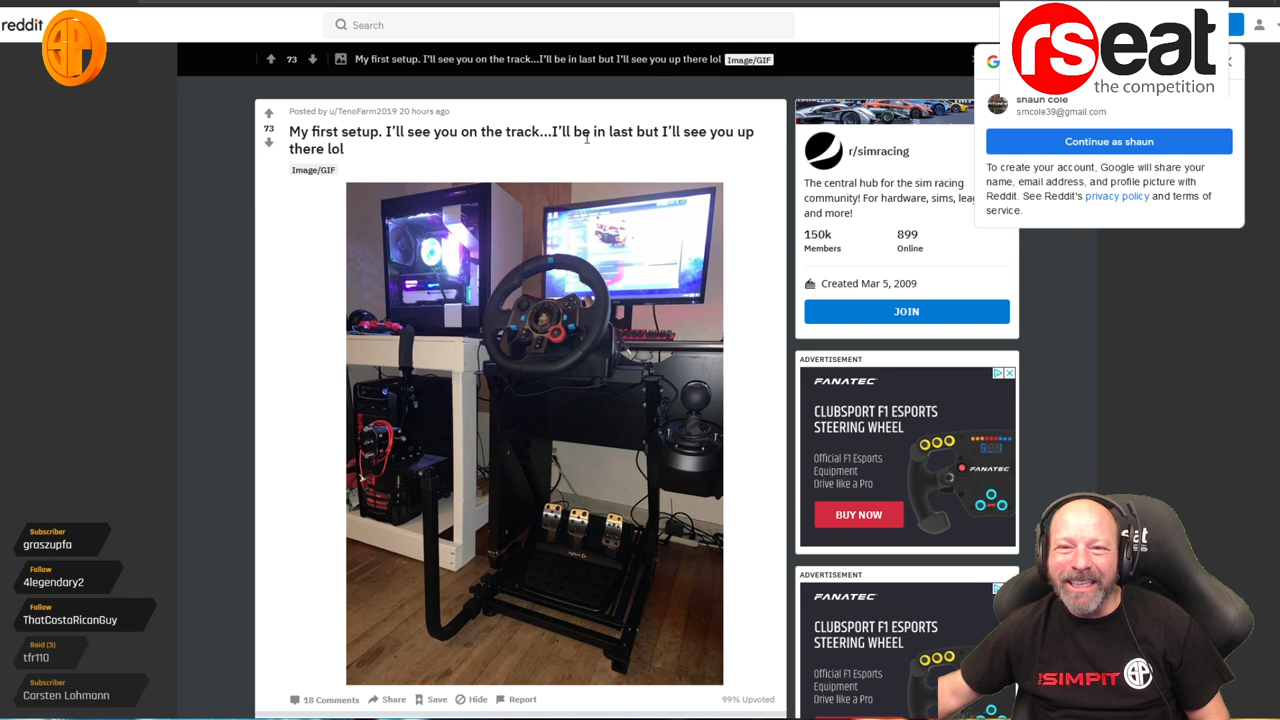 reddit
Search
73
My first setup. I'll see you on the track...I'll be in last but I'll see you up there lol
Image/GIF
rseat
the competition
shaun cole
smcole39@gmail.com
Continue as shaun
To create your account, Google will share your
name, email address, and profile picture with
Reddit. See Reddit's privacy policy and terms of
service.
Posted by u/TenoFarm2019 20 hours ago
73
My first setup. I'll see you on the track...I'll be in last but I'll see you up
there lol
Image/GIF
18 Comments
Share
Save
Hide
Report
99% Upvoted
r/simracing
The central hub for the sim racing
community! For hardware, sims,
and more!
150k
899
Members
Online
Created Mar 5, 2009
JOIN
ADVERTISEMENT
FANATEC
CLUBSPORT F1 ESPORTS
STEERING WHEEL
Official F1 Esports
Equipment
Drive like a Pro
BUY NOW
FANATEC
ADVERTISEMENT
FANATEC
CLUBSPORT F1 ESPORTS
STEERING WHEEL
Official F1 Esports
Equipment
Drive like a Pro
Subscriber
graszupfa
Follow
4legendary2
Follow
ThatCostaRicanGuy
Raid (3)
tfr110
Subscriber
Carsten Lohmann
SIMPIT